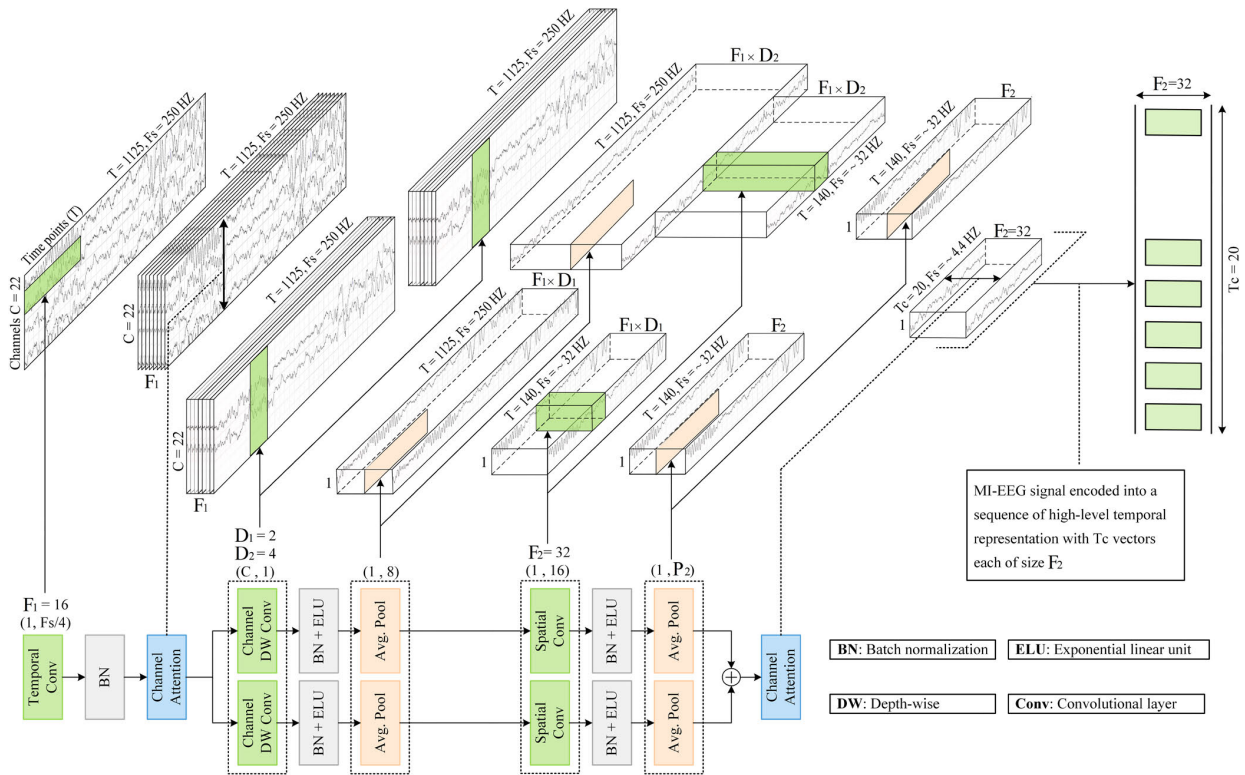 T = 1125, Fs = 250 HZ
Time points (T)
Channels C = 22
T = 1125, Fs = 250 HZ
C = 22
F1
T = 1125, Fs = 250 HZ
C = 22
F1
T = 1125, Fs = 250 HZ
F1 × D2
T = 1125, Fs = 250 HZ
F1 × D1
T = 1125, Fs = 250 HZ
1
F1 × D2
T = 140, Fs = ~ 32 HZ
F1 × D1
T = 140, Fs = ~ 32 HZ
1
F2
T = 140, Fs = ~ 32 HZ
1
F2
T = 140, Fs = ~ 32 HZ
1
F2=32
Tc = 20, Fs = ~ 4.4 HZ
1
F2=32
Tc = 20
MI-EEG signal encoded into a
sequence of high-level temporal
representation with Tc vectors
each of size F2
F1 = 16
(1, Fs/4)
D1 = 2
D2 = 4
(C , 1)
(1 , 8)
F2= 32
(1 , 16)
(1 , P2)
Temporal
Conv
BN
Channel
Attention
Channel
DW Conv
BN + ELU
Avg. Pool
Spatial
Conv
BN + ELU
Avg. Pool
Channel
DW Conv
BN + ELU
Avg. Pool
Spatial
Conv
BN + ELU
Avg. Pool
Channel
Attention
BN: Batch normalization
ELU: Exponential linear unit
DW: Depth-wise
Conv: Convolutional layer